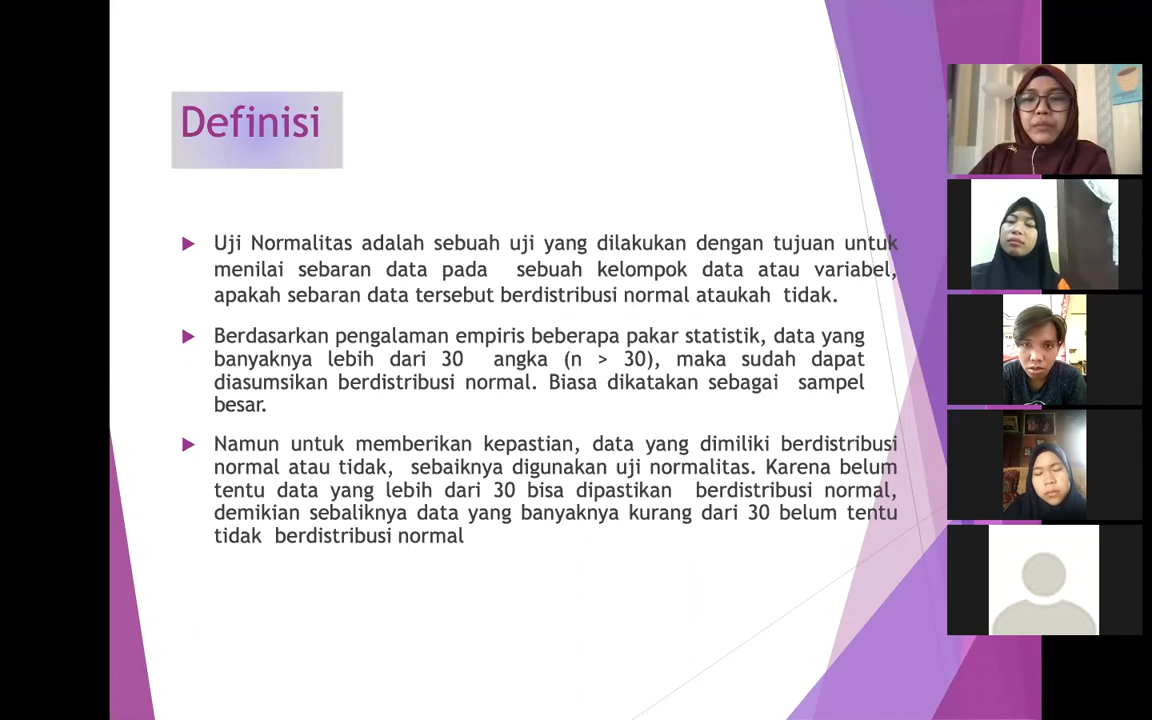 Definisi
Uji Normalitas adalah sebuah uji yang dilakukan dengan tujuan untuk
menilai sebaran data pada sebuah kelompok data atau variabel,
apakah sebaran data tersebut berdistribusi normal ataukah tidak.
Berdasarkan pengalaman empiris beberapa pakar statistik, data yang
banyaknya lebih dari 30 angka (n > 30), maka sudah dapat
diasumsikan berdistribusi normal. Biasa dikatakan sebagai sampel
besar.
Namun untuk memberikan kepastian, data yang dimiliki berdistribusi
normal atau tidak, sebaiknya digunakan uji normalitas. Karena belum
tentu data yang lebih dari 30 bisa dipastikan berdistribusi normal,
demikian sebaliknya data yang banyaknya kurang dari 30 belum tentu
tidak berdistribusi normal